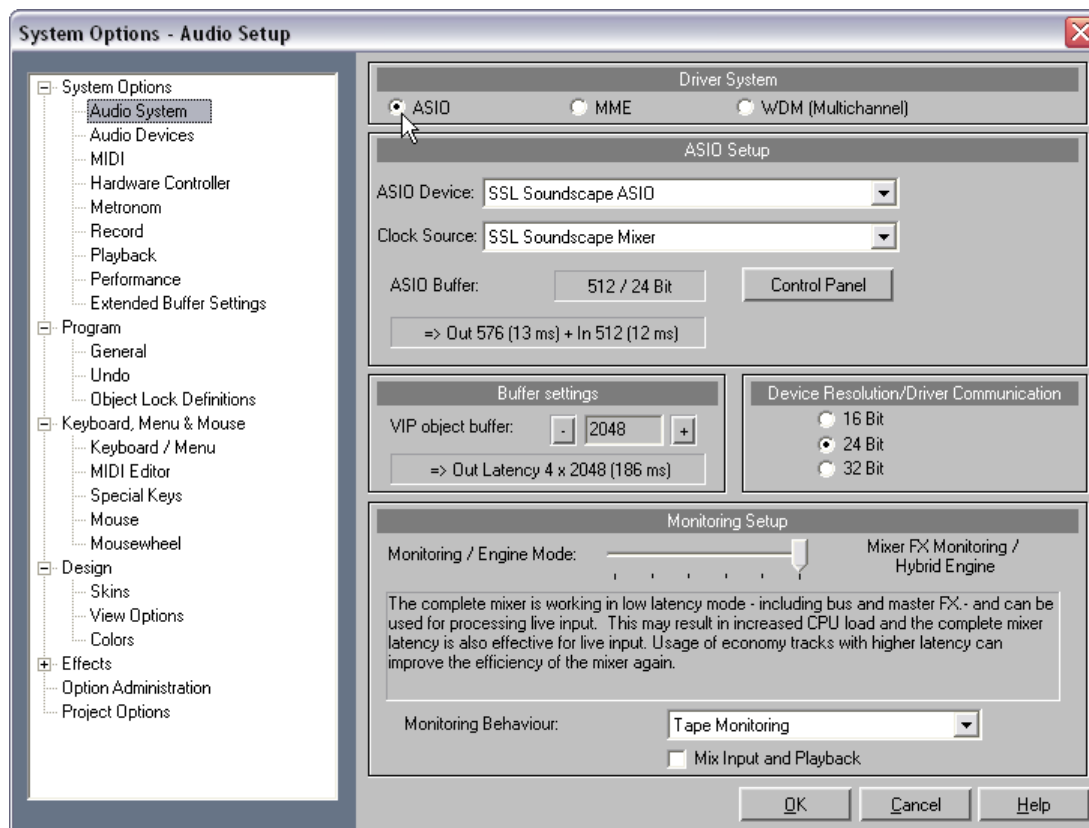 System Options - Audio Setup
System Options
Audio System
Audio Devices
MIDI
Hardware Controller
Metronom
Record
Playback
Performance
Extended Buffer Settings
Program
General
Undo
Object Lock Definitions
Keyboard, Menu & Mouse
Keyboard / Menu
MIDI Editor
Special Keys
Mouse
Mousewheel
Design
Skins
View Options
Colors
Effects
Option Administration
Project Options
Driver System
ASIO MME WDM (Multichannel)
ASIO Setup
ASIO Device: SSL Soundscape ASIO
Clock Source: SSL Soundscape Mixer
ASIO Buffer: 512 / 24 Bit Control Panel
=> Out 576 (13 ms) + In 512 (12 ms)
Buffer settings
VIP object buffer: - 2048 +
=> Out Latency 4 x 2048 (186 ms)
Device Resolution/Driver Communication
16 Bit
24 Bit
32 Bit
Monitoring Setup
Monitoring / Engine Mode:
Mixer FX Monitoring /
Hybrid Engine
The complete mixer is working in low latency mode - including bus and master FX.- and can be
used for processing live input. This may result in increased CPU load and the complete mixer
latency is also effective for live input. Usage of economy tracks with higher latency can
improve the efficiency of the mixer again.
Monitoring Behaviour: Tape Monitoring
Mix Input and Playback
OK Cancel Help